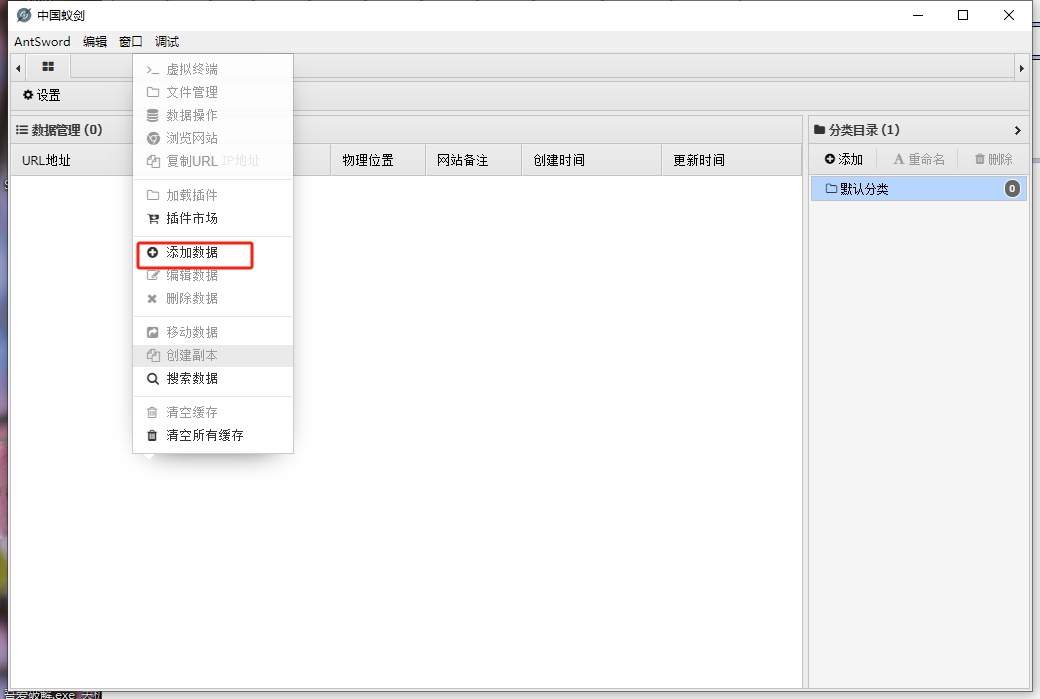 中国蚁剑
AntSword 编辑 窗口 调试
设置
数据管理 (0)
URL地址 IP地址 物理位置 网站备注 创建时间 更新时间
虚拟终端
文件管理
数据操作
浏览网站
复制URL
加载插件
插件市场
添加数据
编辑数据
删除数据
移动数据
创建副本
搜索数据
清空缓存
清空所有缓存
分类目录 (1)
添加 重命名 删除
默认分类 0